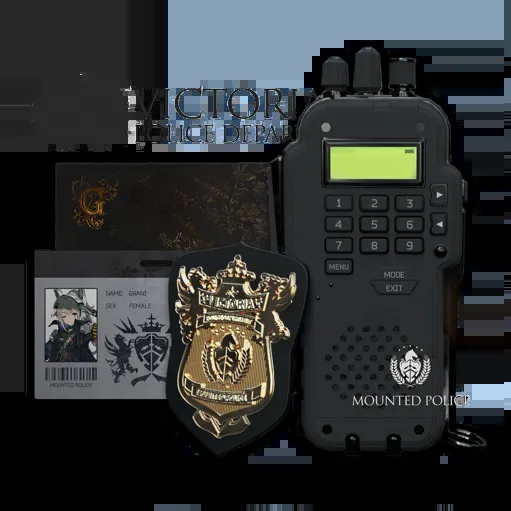 VICTORI
POLICE DEPAR
G
NAME: GRANI
SEX: FEMALE
MOUNTED POLICE
VICTORIA
1 2 3
4 5 6
7 8 9
MENU
MODE
EXIT
MOUNTED POLICE